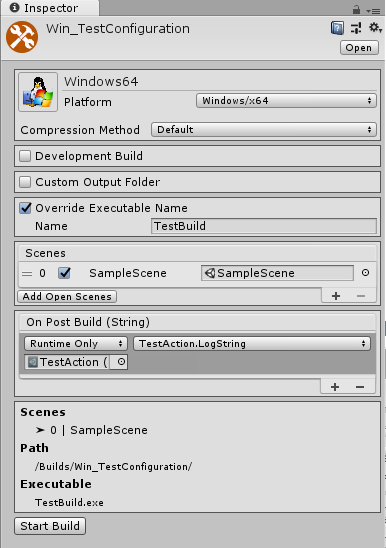 Inspector
Win_TestConfiguration
Open
Windows64
Platform Windows/x64
Compression Method Default
Development Build
Custom Output Folder
Override Executable Name
Name TestBuild
Scenes
= 0 SampleScene SampleScene
Add Open Scenes + −
On Post Build (String)
Runtime Only TestAction.LogString
TestAction (
+ −
Scenes
➤ 0 | SampleScene
Path
/Builds/Win_TestConfiguration/
Executable
TestBuild.exe
Start Build